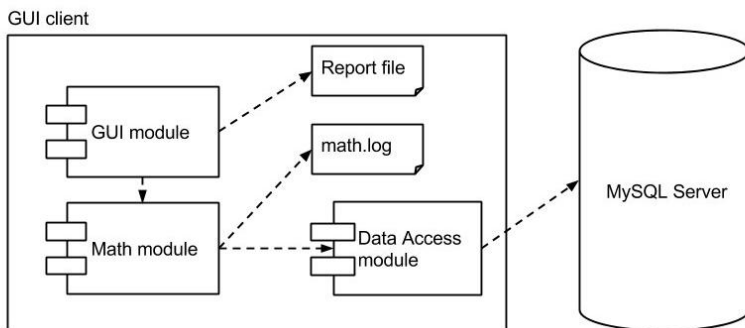 GUI client
Report file
GUI module
math.log
MySQL Server
Math module
Data Access
module